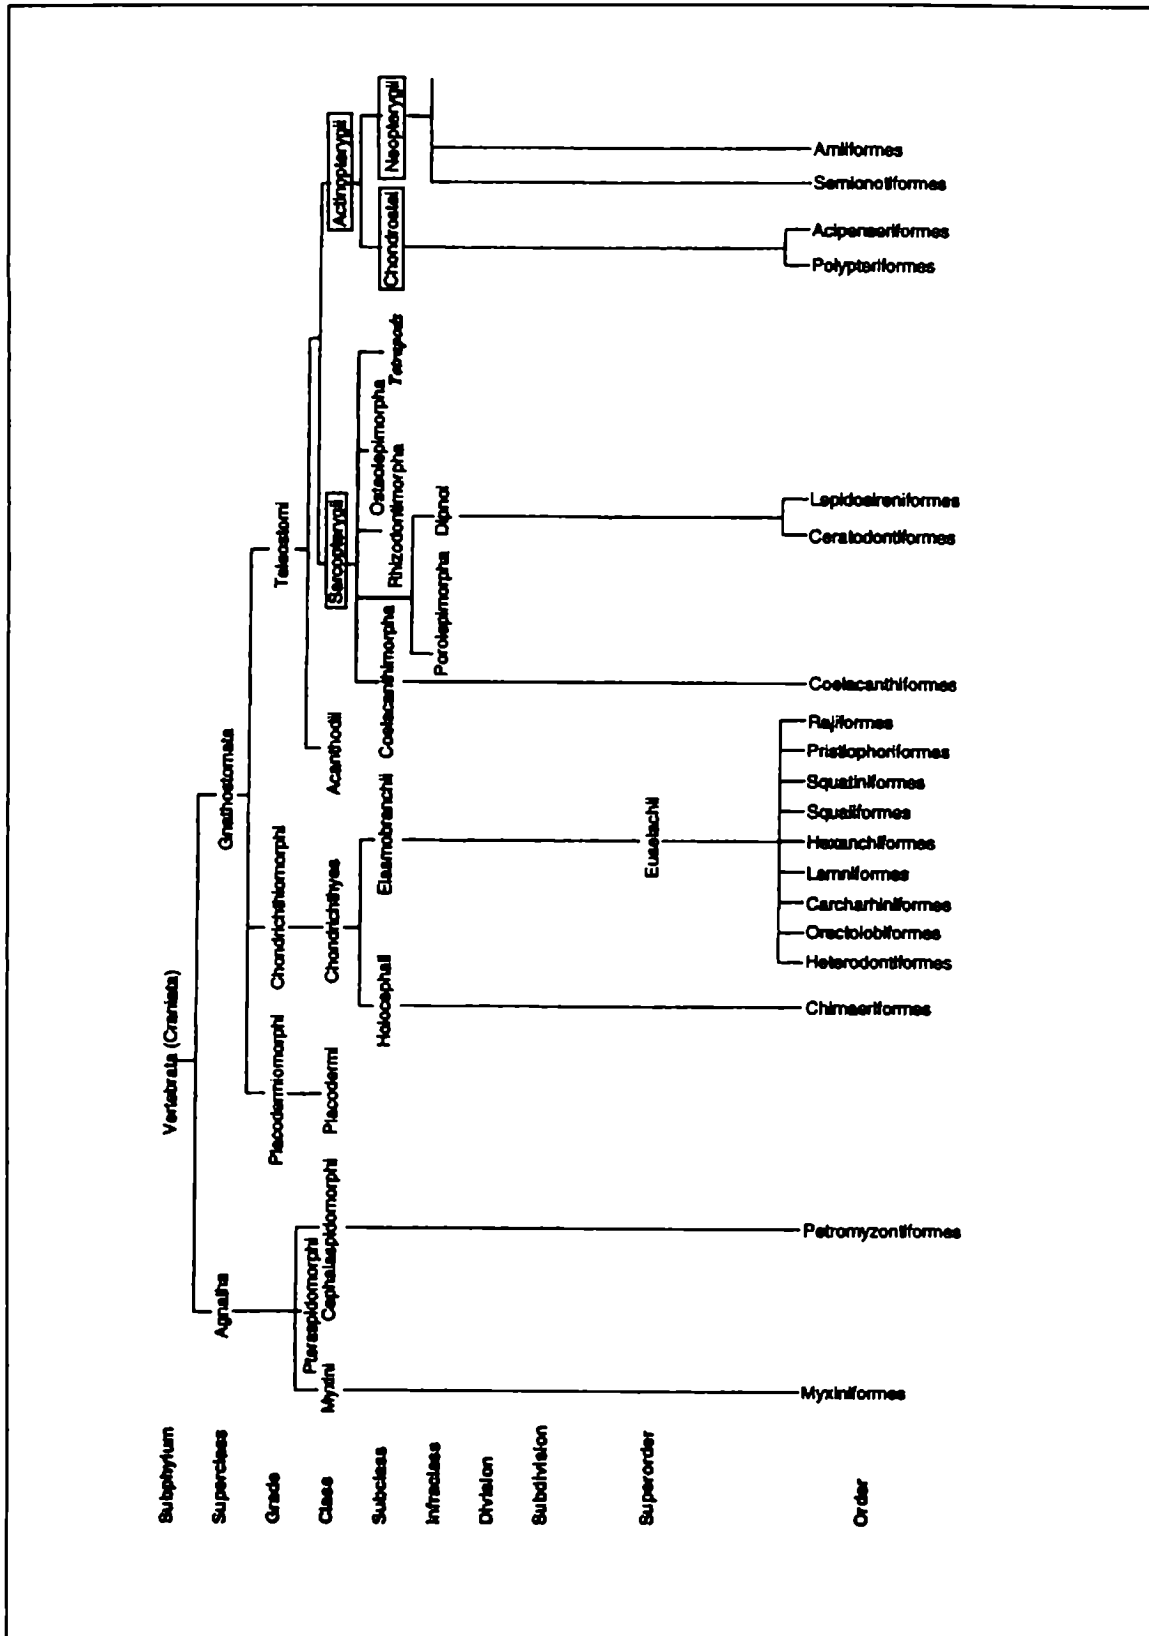 Subphylum
Vertebrata (Craniata)
Superclass
Agnatha
Gnathostomata
Grade
Placodermiomorphi
Chondrichthiomorphi
Teleostomi
Class
Myxini
Pteraspidomorphi
Cephalaspidomorphi
Placodermi
Chondrichthyes
Acanthodii
Sarcopterygii
Actinopterygii
Subclass
Holocephali
Elasmobranchii
Coelacanthimorpha
Rhizodontimorpha
Osteolepimorpha
Tetrapods
Chondrostei
Neopterygii
Infraclass
Porolepimorpha
Dipnoi
Division
Subdivision
Superorder
Euselachii
Order
Amiiformes
Semionotiformes
Acipenseriformes
Polypteriformes
Lepidosireniformes
Ceratodontiformes
Coelacanthiformes
Rajiformes
Pristiophoriformes
Squatiniformes
Squaliformes
Hexanchiformes
Lamniformes
Carcharhiniformes
Orectolobiformes
Heterodontiformes
Chimaeriformes
Petromyzontiformes
Myxiniformes